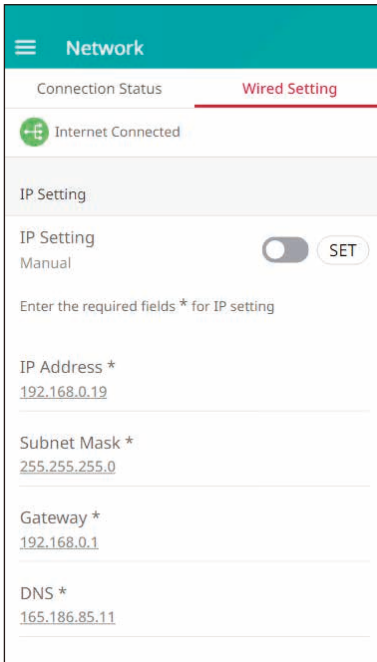 Network
Connection Status Wired Setting
Internet Connected
IP Setting
IP Setting
Manual
SET
Enter the required fields * for IP setting
IP Address *
192.168.0.19
Subnet Mask *
255.255.255.0
Gateway *
192.168.0.1
DNS *
165.186.85.11